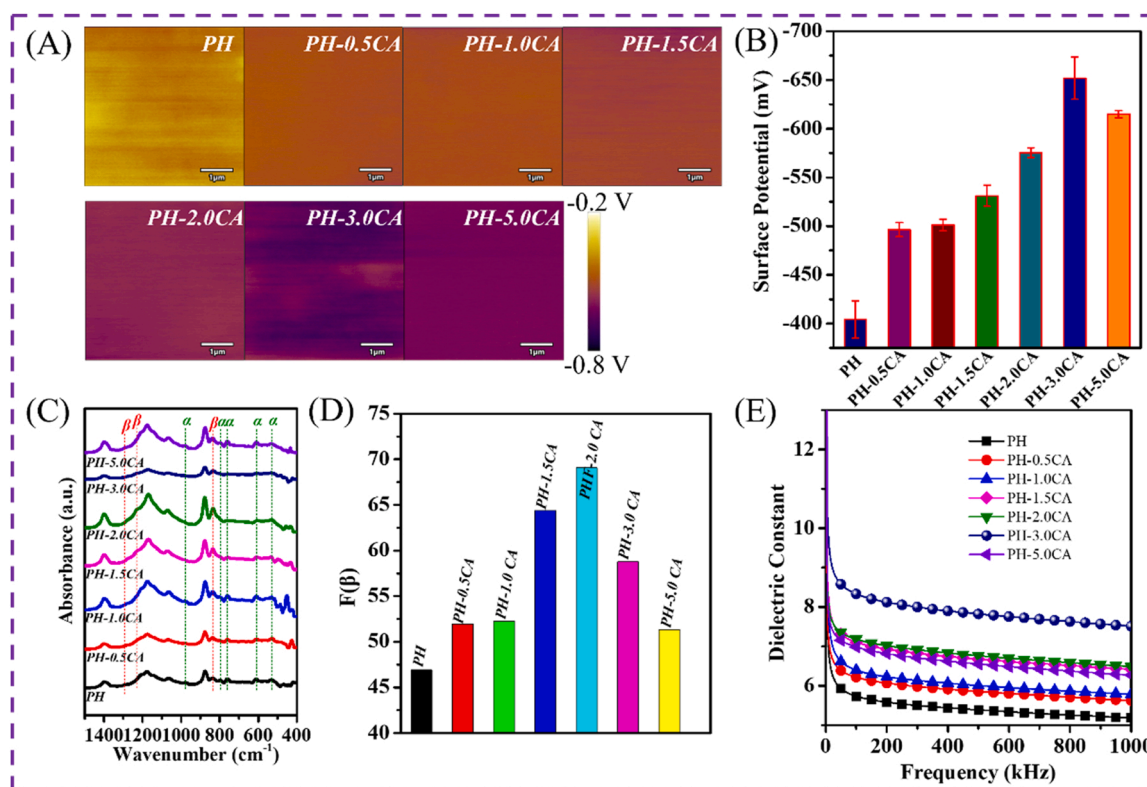 (A)
PH
PH-0.5CA
PH-1.0CA
PH-1.5CA
1μm
1μm
1μm
1μm
PH-2.0CA
PH-3.0CA
PH-5.0CA
1μm
1μm
1μm
-0.2 V
-0.8 V
(B)
Surface Poteential (mV)
-700
-650
-600
-550
-500
-450
-400
PH
PH-0.5CA
PH-1.0CA
PH-1.5CA
PH-2.0CA
PH-3.0CA
PH-5.0CA
(C)
β β α β α α α α
Absorbance (a.u.)
PH-5.0CA
PH-3.0CA
PH-2.0CA
PH-1.5CA
PH-1.0CA
PH-0.5CA
PH
1400 1200 1000 800 600 400
Wavenumber (cm-1)
(D)
F(β)
75
70
65
60
55
50
45
40
PH
PH-0.5CA
PH-1.0 CA
PH-1.5CA
PHF-2.0 CA
PH-3.0 CA
PH-5.0 CA
(E)
Dielectric Constant
12
10
8
6
PH
PH-0.5CA
PH-1.0CA
PH-1.5CA
PH-2.0CA
PH-3.0CA
PH-5.0CA
0 200 400 600 800 1000
Frequency (kHz)